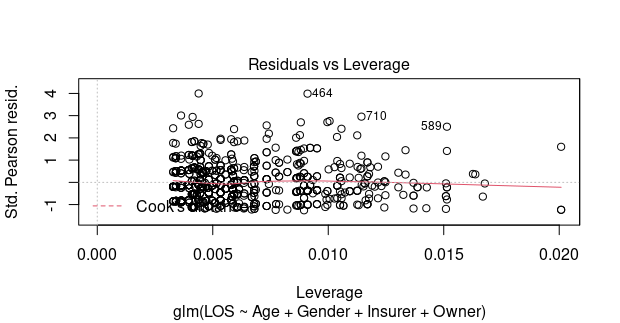 Residuals vs Leverage
Std. Pearson resid.
4
3
2
1
-1
464
710
589
Cook's
0.000 0.005 0.010 0.015 0.020
Leverage
glm(LOS ~ Age + Gender + Insurer + Owner)